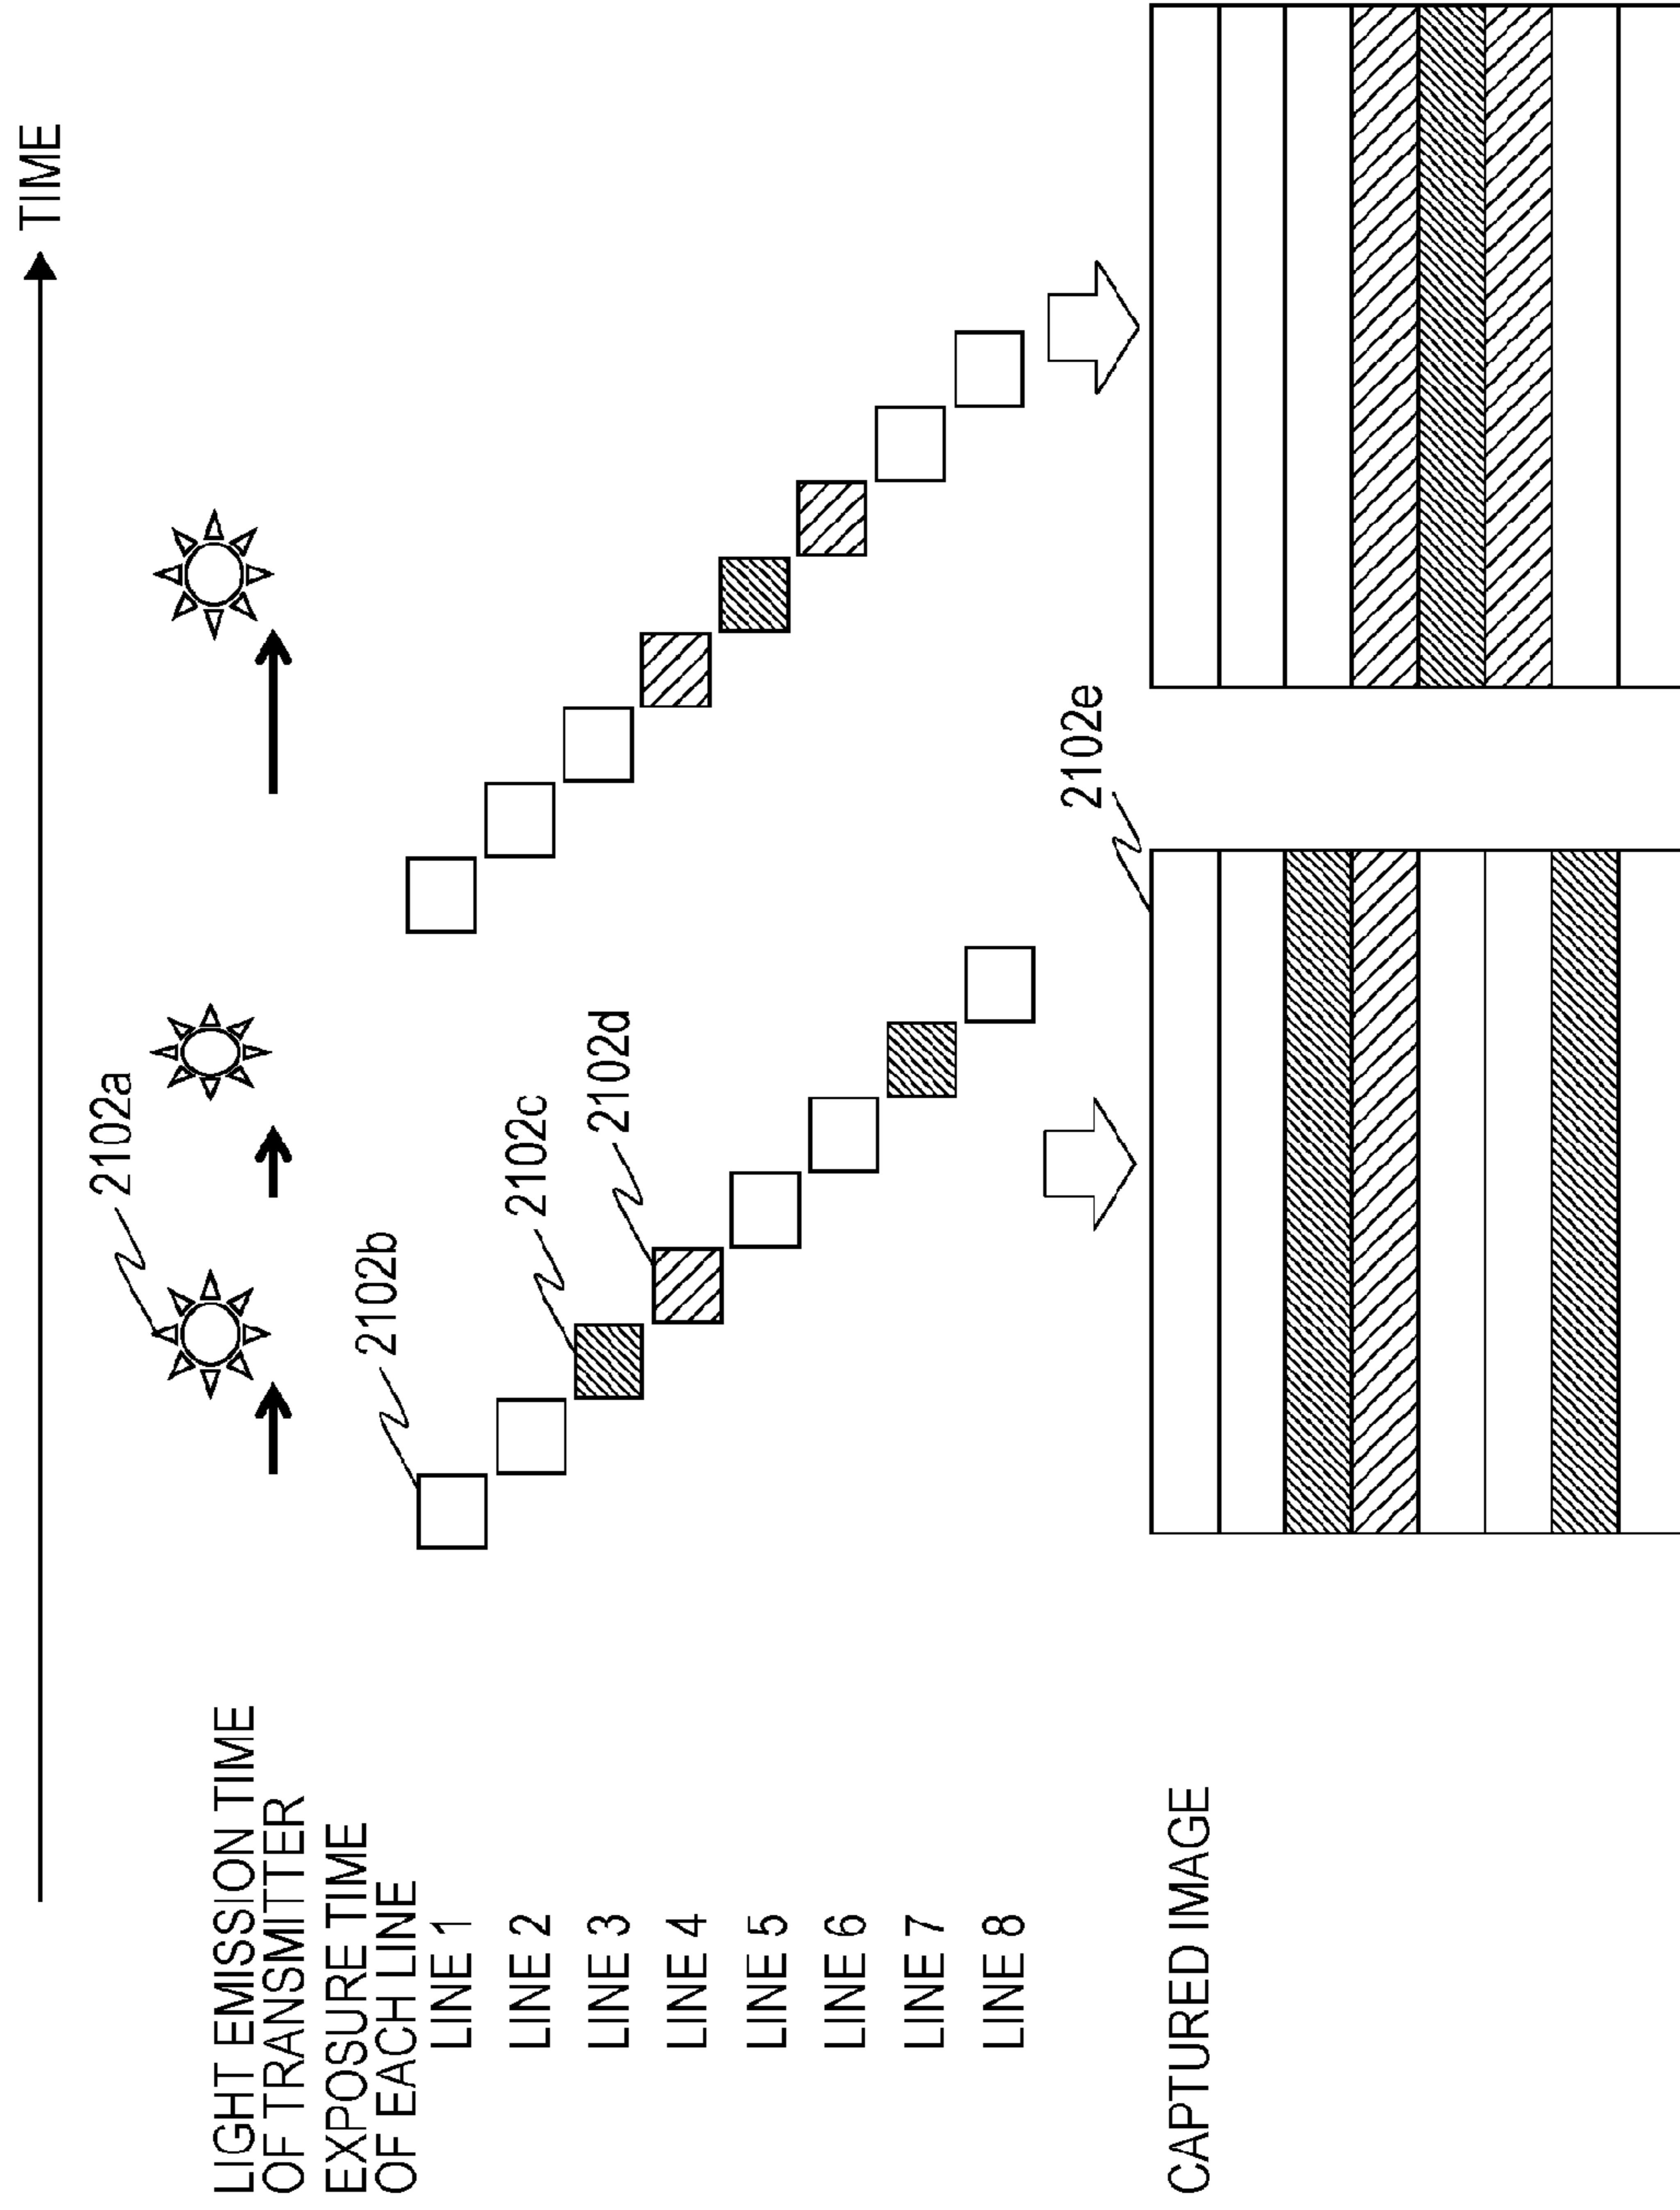 TIME
2102a
LIGHT EMISSION TIME
OF TRANSMITTER
EXPOSURE TIME
OF EACH LINE
2102b
LINE 1
LINE 2
2102c
LINE 3
2102d
LINE 4
LINE 5
LINE 6
LINE 7
LINE 8
2102e
CAPTURED IMAGE